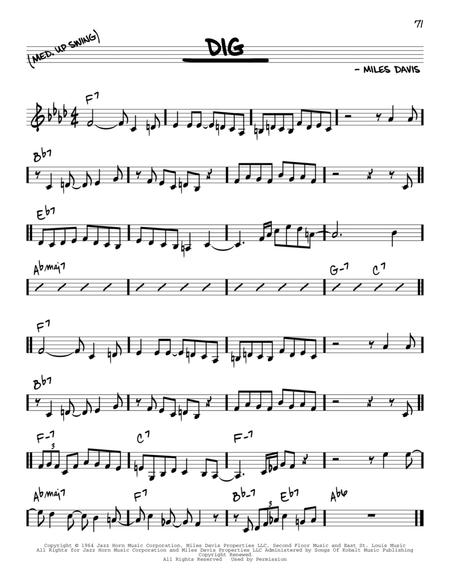 71
(MED. UP SWING)
DIG
- MILES DAVIS
F7
Bb7
Eb7
Abmaj7 G-7 C7
F7
Bb7
F-7 C7 F-7
3 3
Abmaj7 F7 Bb-7 Eb7 Ab6
3
Copyright © 1964 Jazz Horn Music Corporation, Miles Davis Properties LLC, Second Floor Music and East St. Louis Music
All Rights for Jazz Horn Music Corporation and Miles Davis Properties LLC Administered by Songs Of Kobalt Music Publishing
Copyright Renewed.
All Rights Reserved Used by Permission